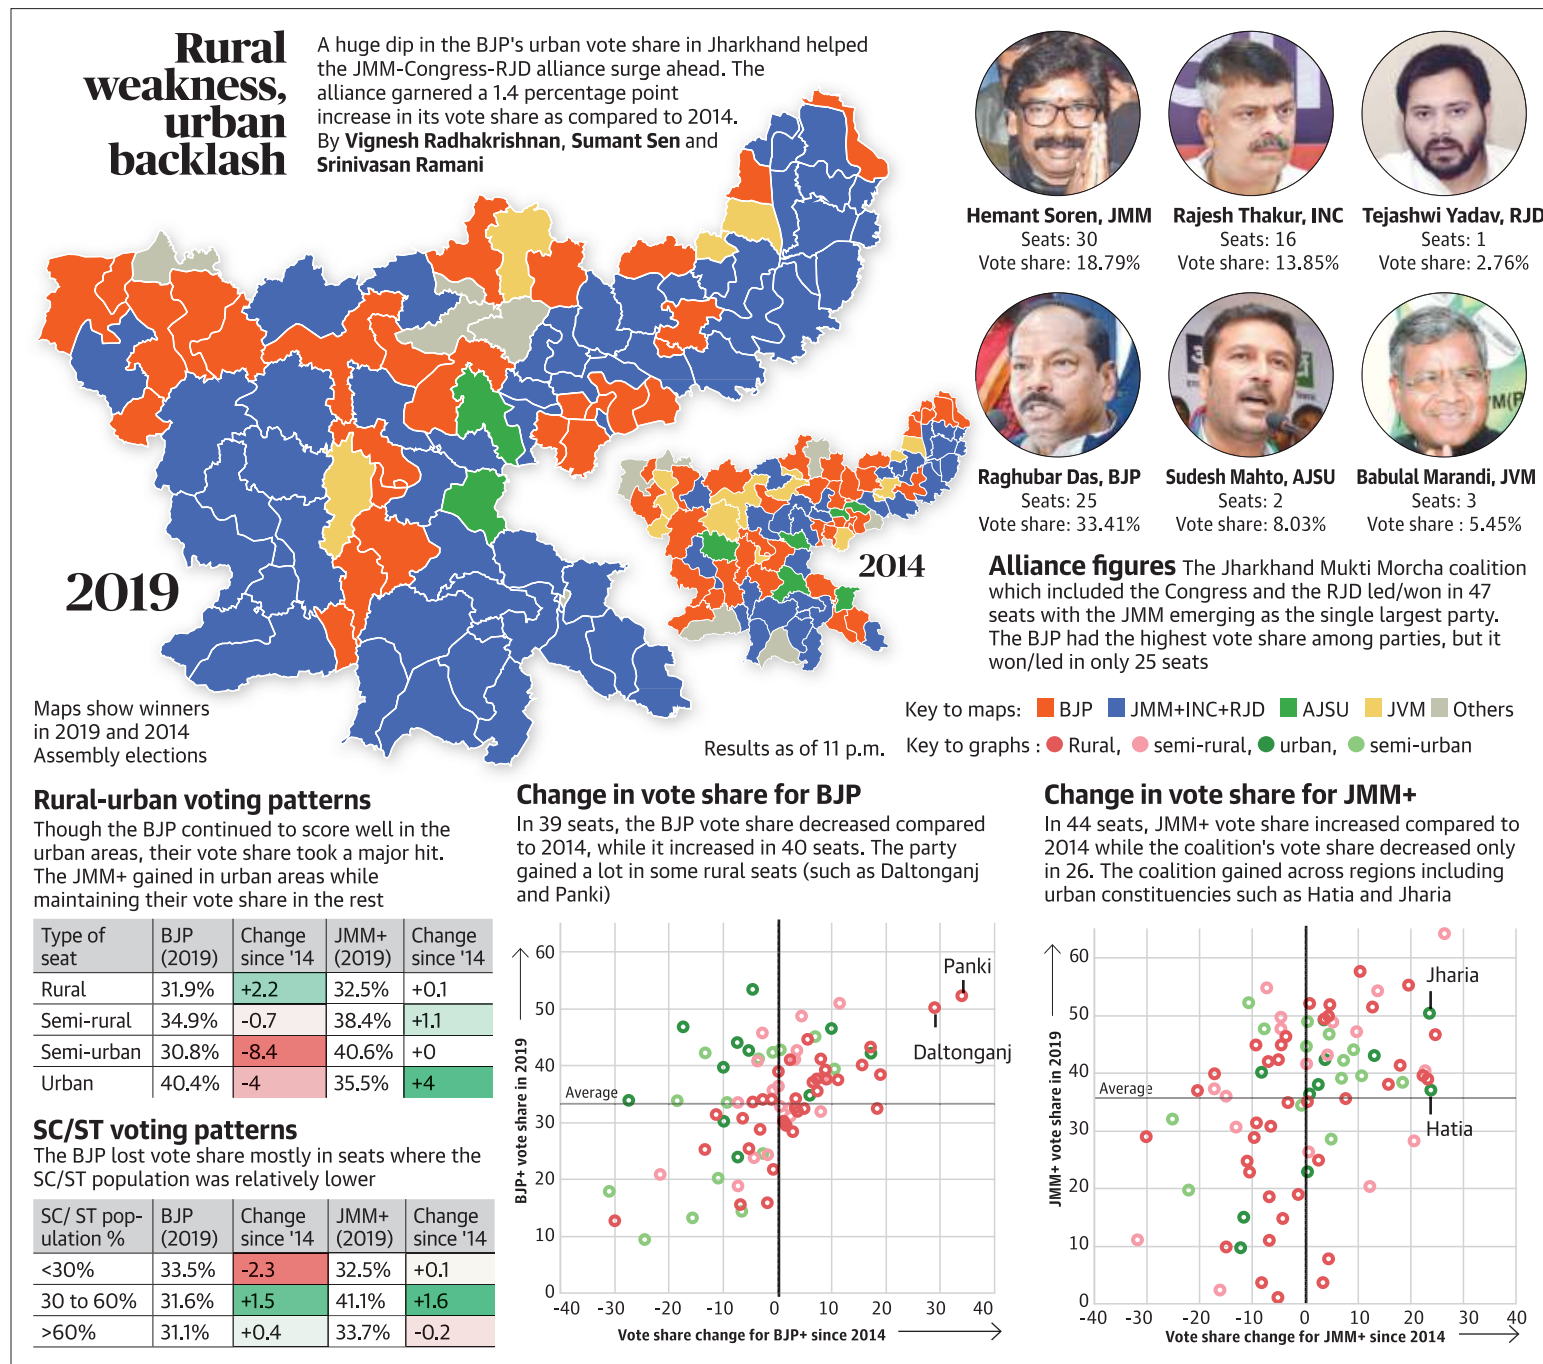 Rural
weakness,
urban
backlash
A huge dip in the BJP's urban vote share in Jharkhand helped
the JMM-Congress-RJD alliance surge ahead. The
alliance garnered a 1.4 percentage point
increase in its vote share as compared to 2014.
By Vignesh Radhakrishnan, Sumant Sen and
Srinivasan Ramani
Hemant Soren, JMM
Seats: 30
Vote share: 18.79%
Rajesh Thakur, INC
Seats: 16
Vote share: 13.85%
Tejashwi Yadav, RJD
Seats: 1
Vote share: 2.76%
Raghubar Das, BJP
Seats: 25
Vote share: 33.41%
Sudesh Mahto, AJSU
Seats: 2
Vote share: 8.03%
Babulal Marandi, JVM
Seats: 3
Vote share : 5.45%
2019
2014
Alliance figures The Jharkhand Mukti Morcha coalition
which included the Congress and the RJD led/won in 47
seats with the JMM emerging as the single largest party.
The BJP had the highest vote share among parties, but it
won/led in only 25 seats
Maps show winners
in 2019 and 2014
Assembly elections
Results as of 11 p.m.
Key to maps: BJP JMM+INC+RJD AJSU JVM Others
Key to graphs : Rural, semi-rural, urban, semi-urban
Rural-urban voting patterns
Though the BJP continued to score well in the
urban areas, their vote share took a major hit.
The JMM+ gained in urban areas while
maintaining their vote share in the rest
Type of seat BJP (2019) Change since '14 JMM+ (2019) Change since '14
Rural 31.9% +2.2 32.5% +0.1
Semi-rural 34.9% -0.7 38.4% +1.1
Semi-urban 30.8% -8.4 40.6% +0
Urban 40.4% -4 35.5% +4
SC/ST voting patterns
The BJP lost vote share mostly in seats where the
SC/ST population was relatively lower
SC/ ST pop-ulation % BJP (2019) Change since '14 JMM+ (2019) Change since '14
<30% 33.5% -2.3 32.5% +0.1
30 to 60% 31.6% +1.5 41.1% +1.6
>60% 31.1% +0.4 33.7% -0.2
Change in vote share for BJP
In 39 seats, the BJP vote share decreased compared
to 2014, while it increased in 40 seats. The party
gained a lot in some rural seats (such as Daltonganj
and Panki)
BJP+ vote share in 2019
60
50
40
30
20
10
0
Average
Panki
Daltonganj
-40 -30 -20 -10 0 10 20 30 40
Vote share change for BJP+ since 2014
Change in vote share for JMM+
In 44 seats, JMM+ vote share increased compared to
2014 while the coalition's vote share decreased only
in 26. The coalition gained across regions including
urban constituencies such as Hatia and Jharia
JMM+ vote share in 2019
60
50
40
30
20
10
0
Average
Jharia
Hatia
-40 -30 -20 -10 0 10 20 30 40
Vote share change for JMM+ since 2014